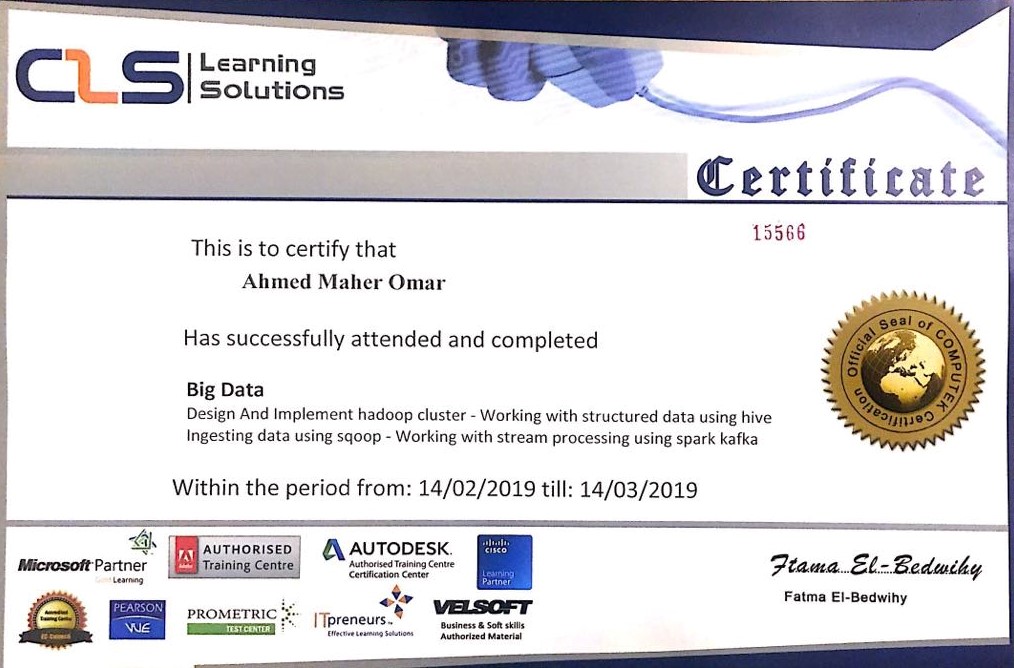 CLS
Learning
Solutions
Certificate
15566
This is to certify that
Ahmed Maher Omar
Has successfully attended and completed
Official Seal of COMPUTEK Certification
Big Data
Design And Implement hadoop cluster - Working with structured data using hive
Ingesting data using sqoop - Working with stream processing using spark kafka
Within the period from: 14/02/2019 till: 14/03/2019
Microsoft Partner
Learning
Adobe
AUTHORISED
Training Centre
AUTODESK.
Authorised Training Centre
Certification Center
CISCO
Learning
Partner
Ftama El-Bedwihy
Fatma El-Bedwihy
Accredited
Training Centre
PEARSON
VUE
PROMETRIC
TEST CENTER
ITpreneurs
Effective Learning Solutions
VELSOFT
Business & Soft skills
Authorized Material